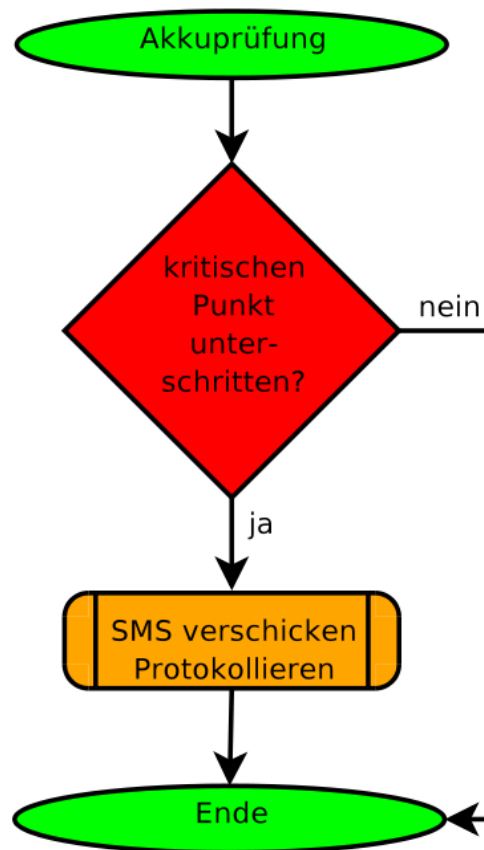 Akkuprüfung
kritischen
Punkt
unter-
schritten?
nein
ja
SMS verschicken
Protokollieren
Ende